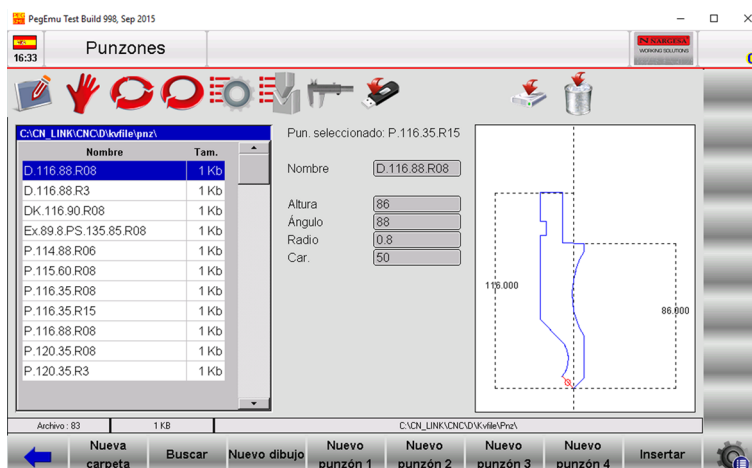 PegEmu Test Build 998, Sep 2015
16:33
Punzones
NARGESA
WORKING SOLUTIONS
C:\CN_LINK\CNC\D\kvfile\pnz\
Nombre Tam.
D.116.88.R08 1 Kb
D.116.88.R3 1 Kb
DK.116.90.R08 1 Kb
Ex.89.8.PS.135.85.R08 1 Kb
P.114.88.R06 1 Kb
P.115.60.R08 1 Kb
P.116.35.R08 1 Kb
P.116.35.R15 1 Kb
P.116.88.R08 1 Kb
P.120.35.R08 1 Kb
P.120.35.R3 1 Kb
Pun. seleccionado: P.116.35.R15
Nombre D.116.88.R08
Altura 86
Ángulo 88
Radio 0.8
Car. 50
116.000
86.000
Archivo : 83 1 KB C:\CN_LINK\CNC\D\Kvfile\Pnz\
Nueva carpeta
Buscar
Nuevo dibujo
Nuevo punzón 1
Nuevo punzón 2
Nuevo punzón 3
Nuevo punzón 4
Insertar